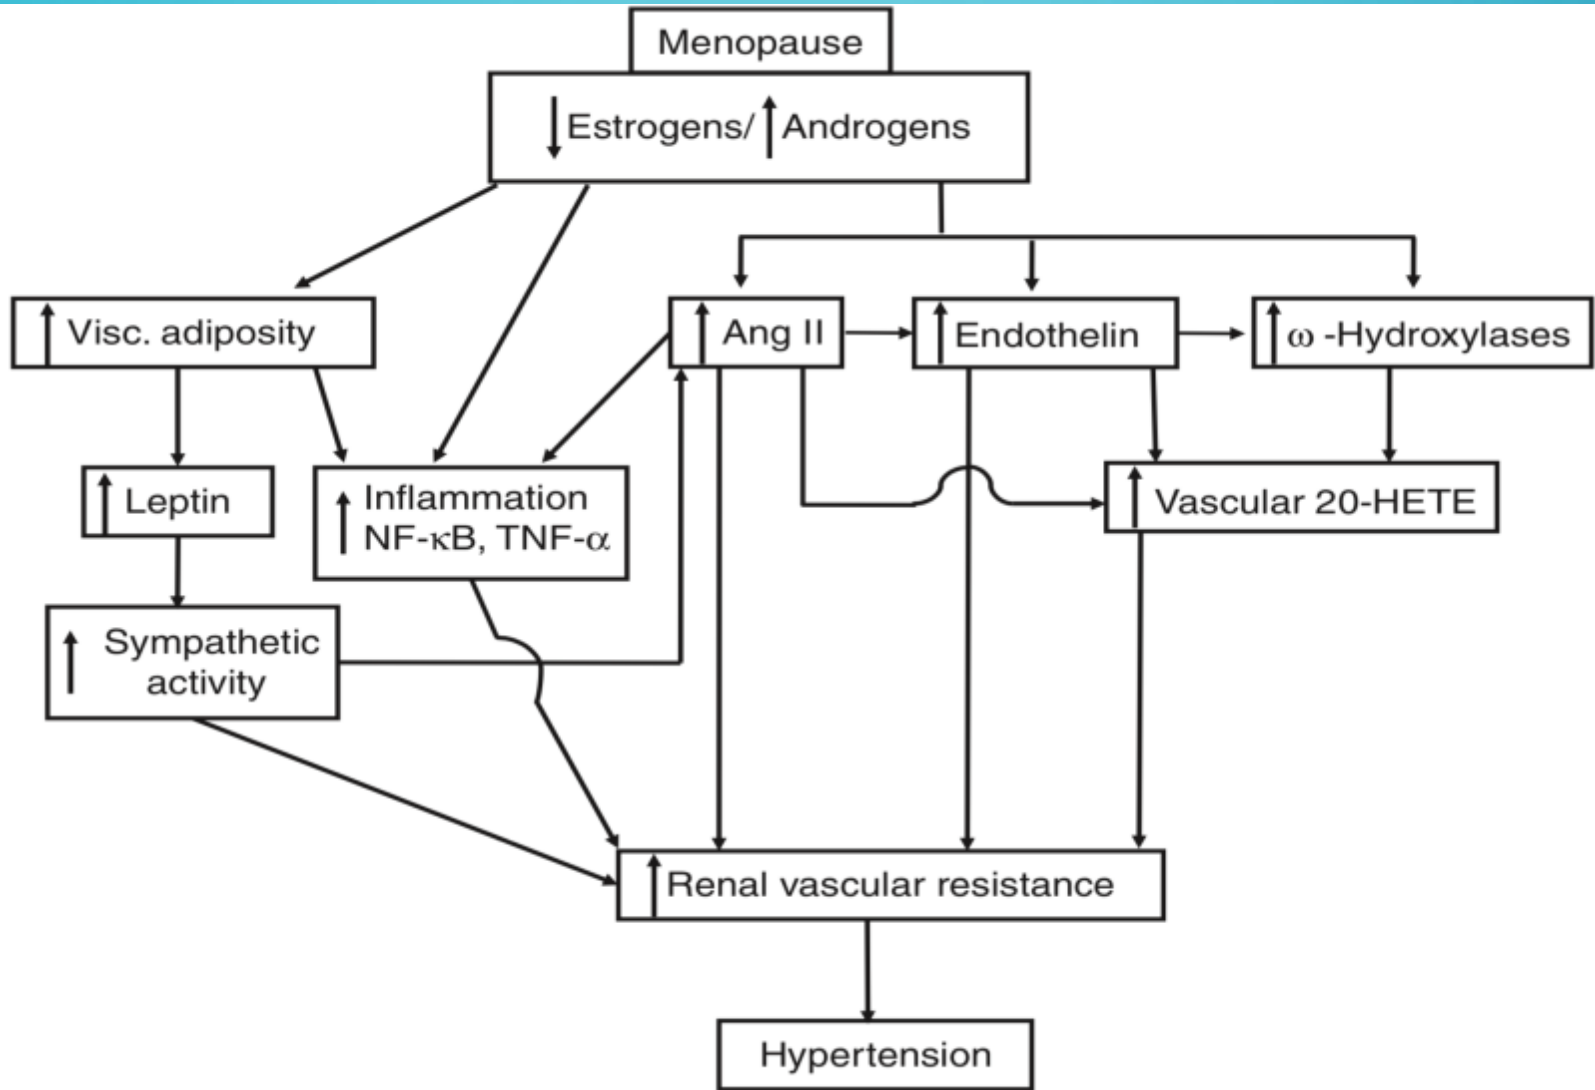 Menopause
↓Estrogens/↑Androgens
↑ Visc. adiposity
↑ Ang II
↑ Endothelin
↑ ω -Hydroxylases
↑ Leptin
↑ Inflammation
NF-κB, TNF-α
↑ Vascular 20-HETE
↑ Sympathetic
activity
↑ Renal vascular resistance
Hypertension